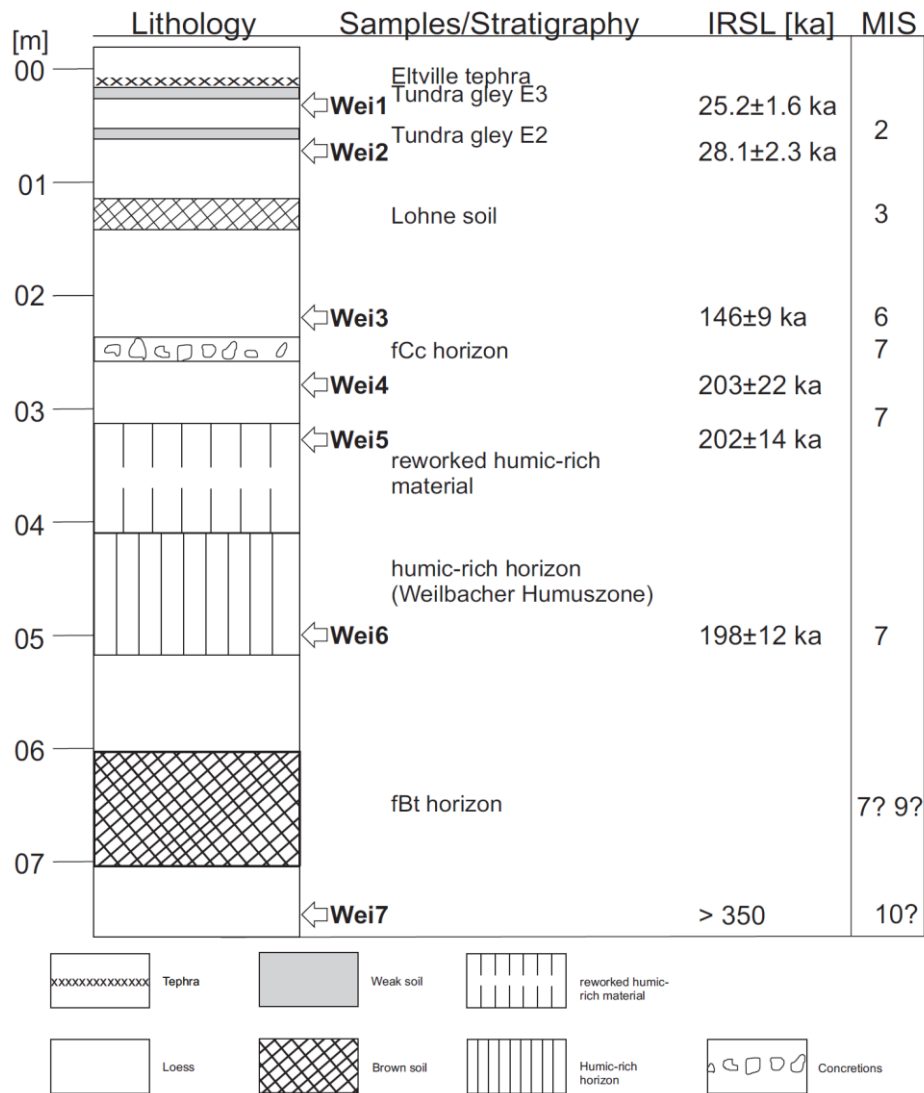 Lithology Samples/Stratigraphy IRSL [ka] MIS
[m]
00
Eltville tephra
xxxxxxxxxxxxx
Tundra gley E3
Wei1 25.2±1.6 ka
Tundra gley E2 2
Wei2 28.1±2.3 ka
01
Lohne soil 3
02
Wei3 146±9 ka 6
fCc horizon 7
Wei4 203±22 ka
03 7
Wei5 202±14 ka
reworked humic-rich
material
04
humic-rich horizon
(Weilbacher Humuszone)
05 Wei6 198±12 ka 7
06
fBt horizon 7? 9?
07
Wei7 > 350 10?
xxxxxxxxxxxxxx Tephra Weak soil reworked humic-
rich material
Loess Brown soil Humic-rich
horizon Concretions